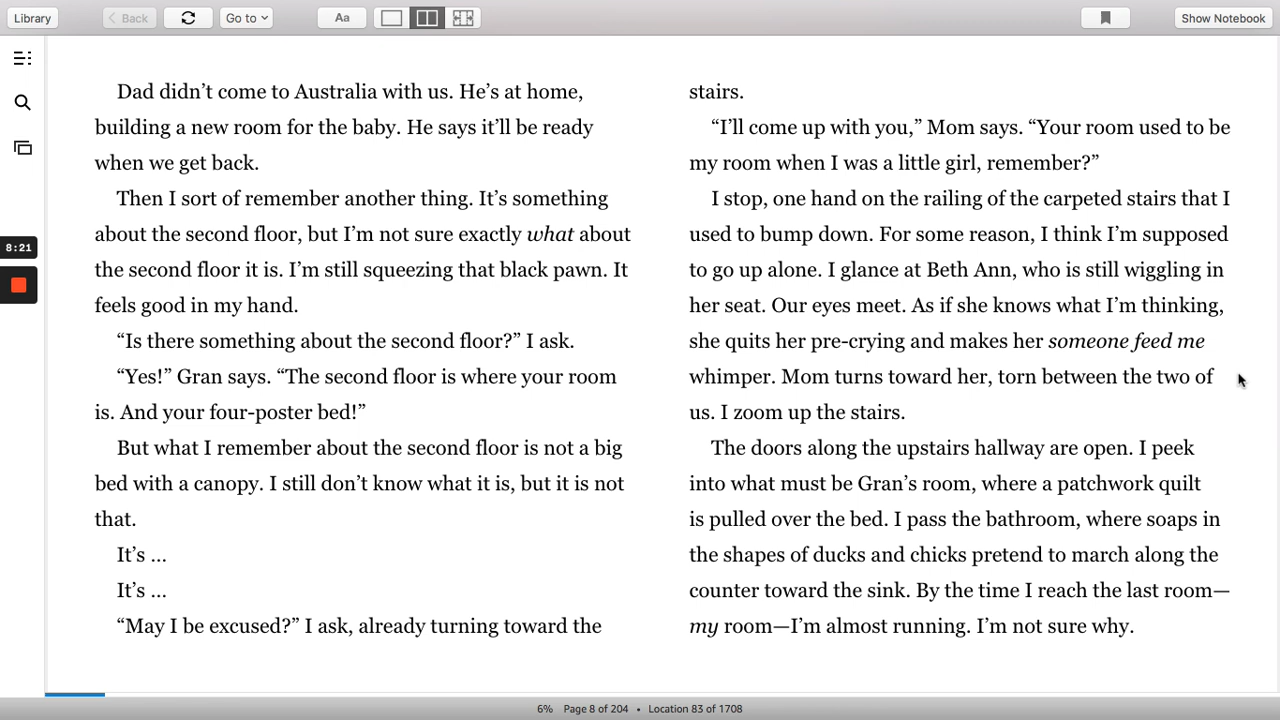 Library
Back
Go to
Aa
Show Notebook
8:21
Dad didn’t come to Australia with us. He’s at home,
building a new room for the baby. He says it’ll be ready
when we get back.
Then I sort of remember another thing. It’s something
about the second floor, but I’m not sure exactly what about
the second floor it is. I’m still squeezing that black pawn. It
feels good in my hand.
“Is there something about the second floor?” I ask.
“Yes!” Gran says. “The second floor is where your room
is. And your four-poster bed!”
But what I remember about the second floor is not a big
bed with a canopy. I still don’t know what it is, but it is not
that.
It’s ...
It’s ...
“May I be excused?” I ask, already turning toward the
stairs.
“I’ll come up with you,” Mom says. “Your room used to be
my room when I was a little girl, remember?”
I stop, one hand on the railing of the carpeted stairs that I
used to bump down. For some reason, I think I’m supposed
to go up alone. I glance at Beth Ann, who is still wiggling in
her seat. Our eyes meet. As if she knows what I’m thinking,
she quits her pre-crying and makes her someone feed me
whimper. Mom turns toward her, torn between the two of
us. I zoom up the stairs.
The doors along the upstairs hallway are open. I peek
into what must be Gran’s room, where a patchwork quilt
is pulled over the bed. I pass the bathroom, where soaps in
the shapes of ducks and chicks pretend to march along the
counter toward the sink. By the time I reach the last room—
my room—I’m almost running. I’m not sure why.
6% Page 8 of 204 • Location 83 of 1708